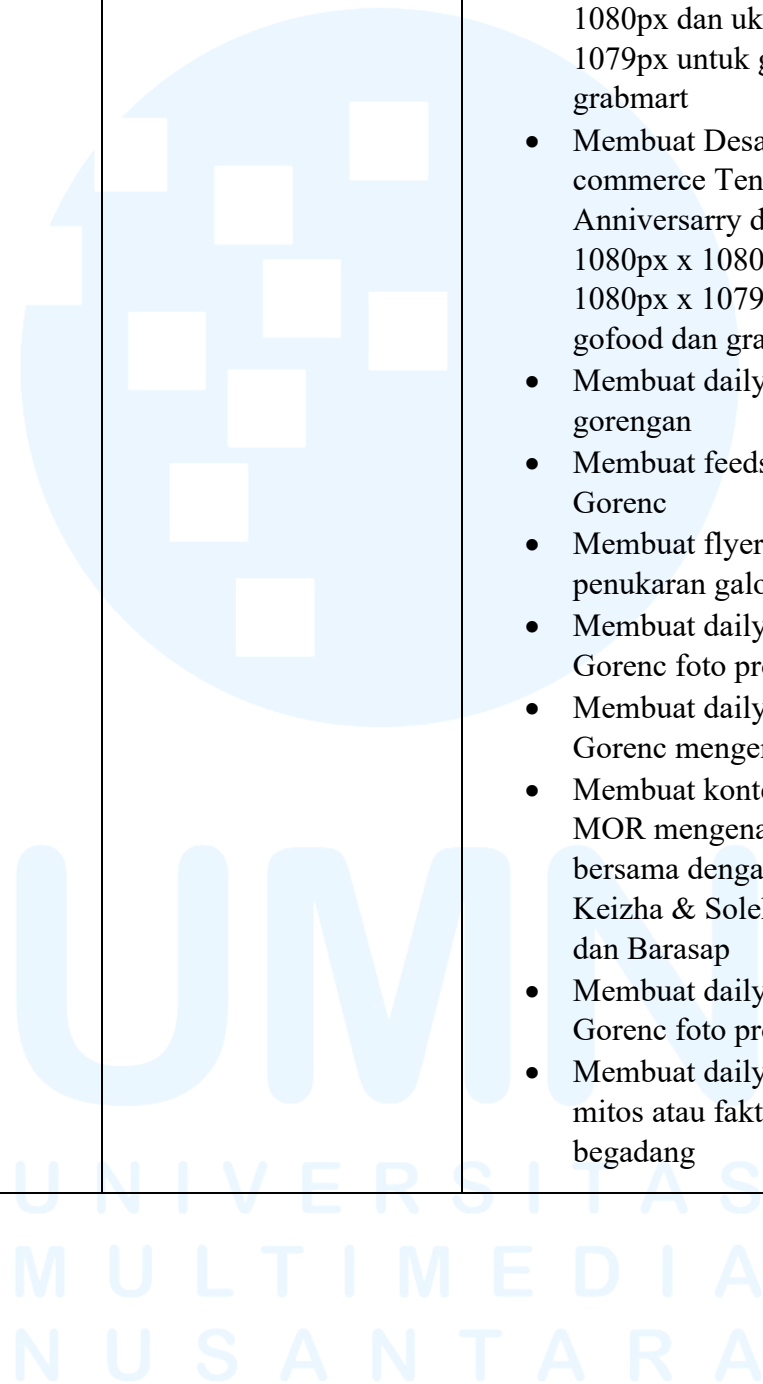 1080px dan uk
1079px untuk g
grabmart
• Membuat Desa
commerce Ten
Anniversarry d
1080px x 1080
1080px x 1079
gofood dan gra
• Membuat daily
gorengan
• Membuat feeds
Gorenc
• Membuat flyer
penukaran galo
• Membuat daily
Gorenc foto pr
• Membuat daily
Gorenc menge
• Membuat konte
MOR mengena
bersama denga
Keizha & Sole
dan Barasap
• Membuat daily
Gorenc foto pr
• Membuat daily
mitos atau fakt
begadang
UMN
UNIVERSITAS
MULTIMEDIA
NUSANTARA